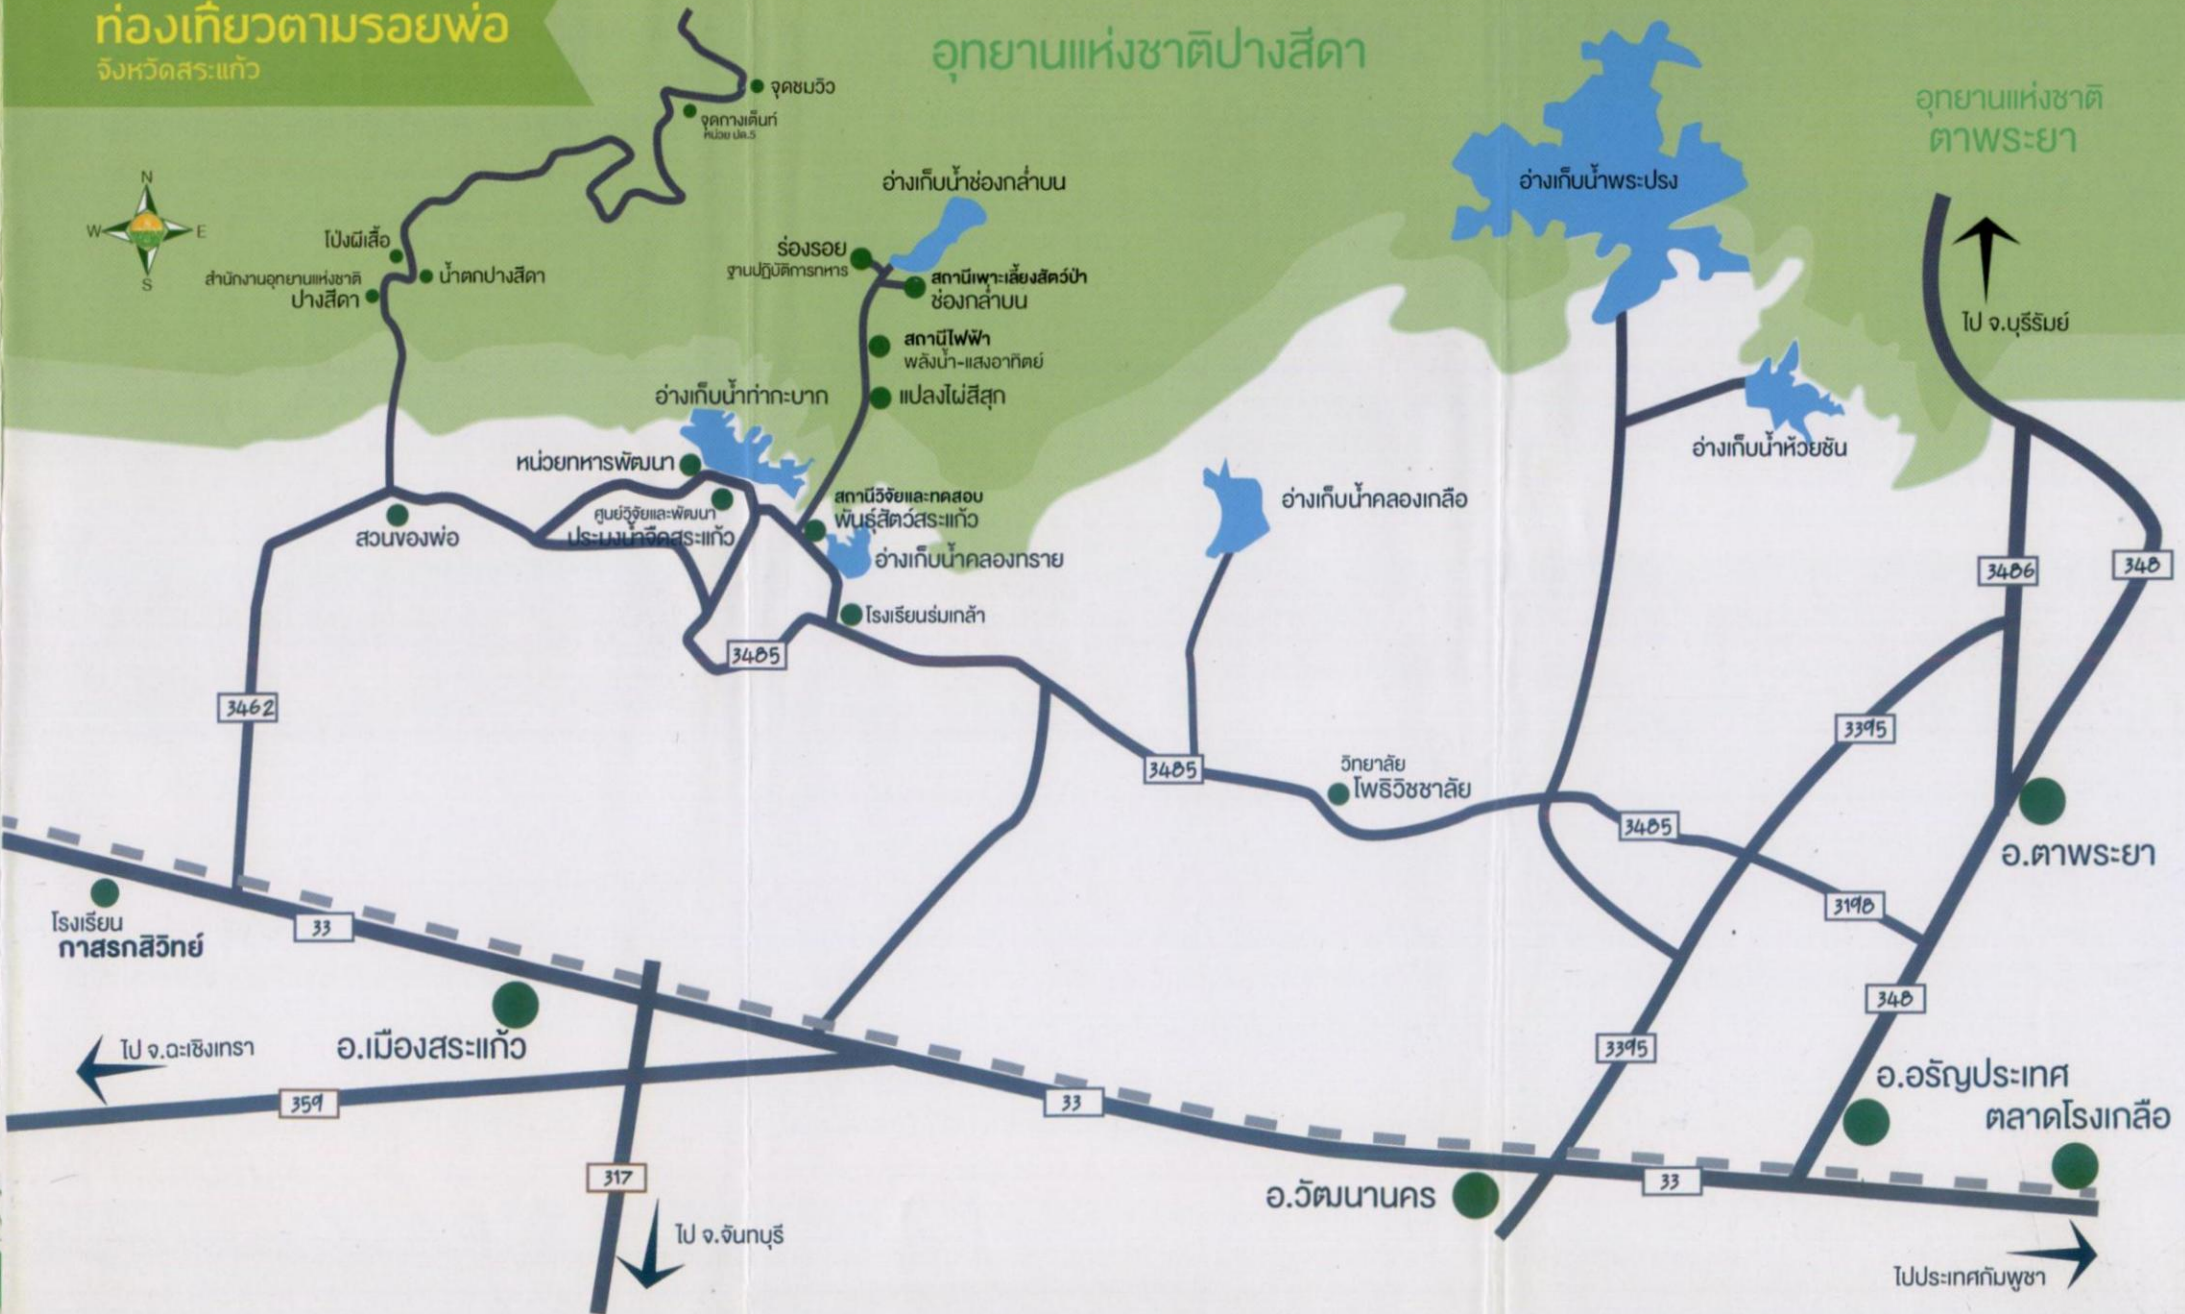 ท่องเที่ยวตามรอยพ่อ
จังหวัดสระแก้ว
อุทยานแห่งชาติปางสีดา
จุดชมวิว
จุดกางเต็นท์
หน่วย ปด.5
อุทยานแห่งชาติ
ตาพระยา
N
W
E
S
อ่างเก็บน้ำช่องกล่ำบน
อ่างเก็บน้ำพระปรง
โป่งผีเสื้อ
น้ำตกปางสีดา
สำนักงานอุทยานแห่งชาติ
ปางสีดา
ร่องรอย
ฐานปฏิบัติการทหาร
สถานีเพาะเลี้ยงสัตว์ป่า
ช่องกล่ำบน
สถานีไฟฟ้า
พลังน้ำ-แสงอาทิตย์
แปลงไผ่สีสุก
ไป จ.บุรีรัมย์
อ่างเก็บน้ำท่ากะบาก
หน่วยทหารพัฒนา
อ่างเก็บน้ำห้วยชัน
สถานีวิจัยและทดสอบ
พันธุ์สัตว์สระแก้ว
ศูนย์วิจัยและพัฒนา
ประมงน้ำจืดสระแก้ว
อ่างเก็บน้ำคลองเกลือ
สวนของพ่อ
อ่างเก็บน้ำคลองทราย
3486
348
โรงเรียนร่มเกล้า
3485
3462
3395
3485
วิทยาลัย
โพธิวิชชาลัย
3485
อ.ตาพระยา
3198
โรงเรียน
กาสรกสิวิทย์
33
348
อ.เมืองสระแก้ว
ไป จ.ฉะเชิงเทรา
3395
359
33
อ.อรัญประเทศ
ตลาดโรงเกลือ
317
อ.วัฒนานคร
33
ไป จ.จันทบุรี
ไปประเทศกัมพูชา